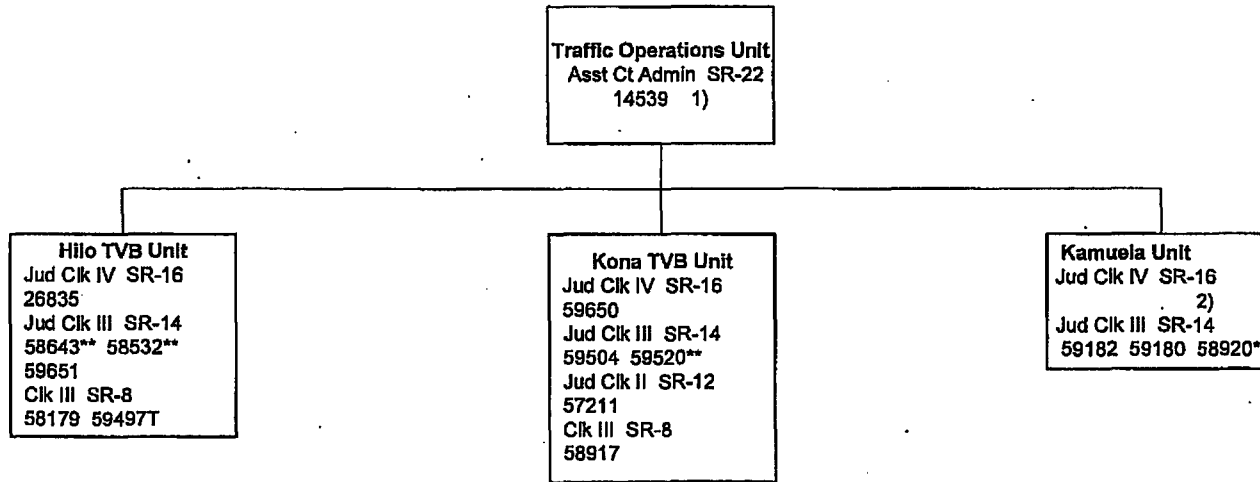 Traffic Operations Unit
Asst Ct Admin SR-22
14539 1)
Hilo TVB Unit
Jud Clk IV SR-16
26835
Jud Clk III SR-14
58643** 58532**
59651
Clk III SR-8
58179 59497T
Kona TVB Unit
Jud Clk IV SR-16
59650
Jud Clk III SR-14
59504 59520**
Jud Clk II SR-12
57211
Clk III SR-8
58917
Kamuela Unit
Jud Clk IV SR-16
2)
Jud Clk III SR-14
59182 59180 58920*